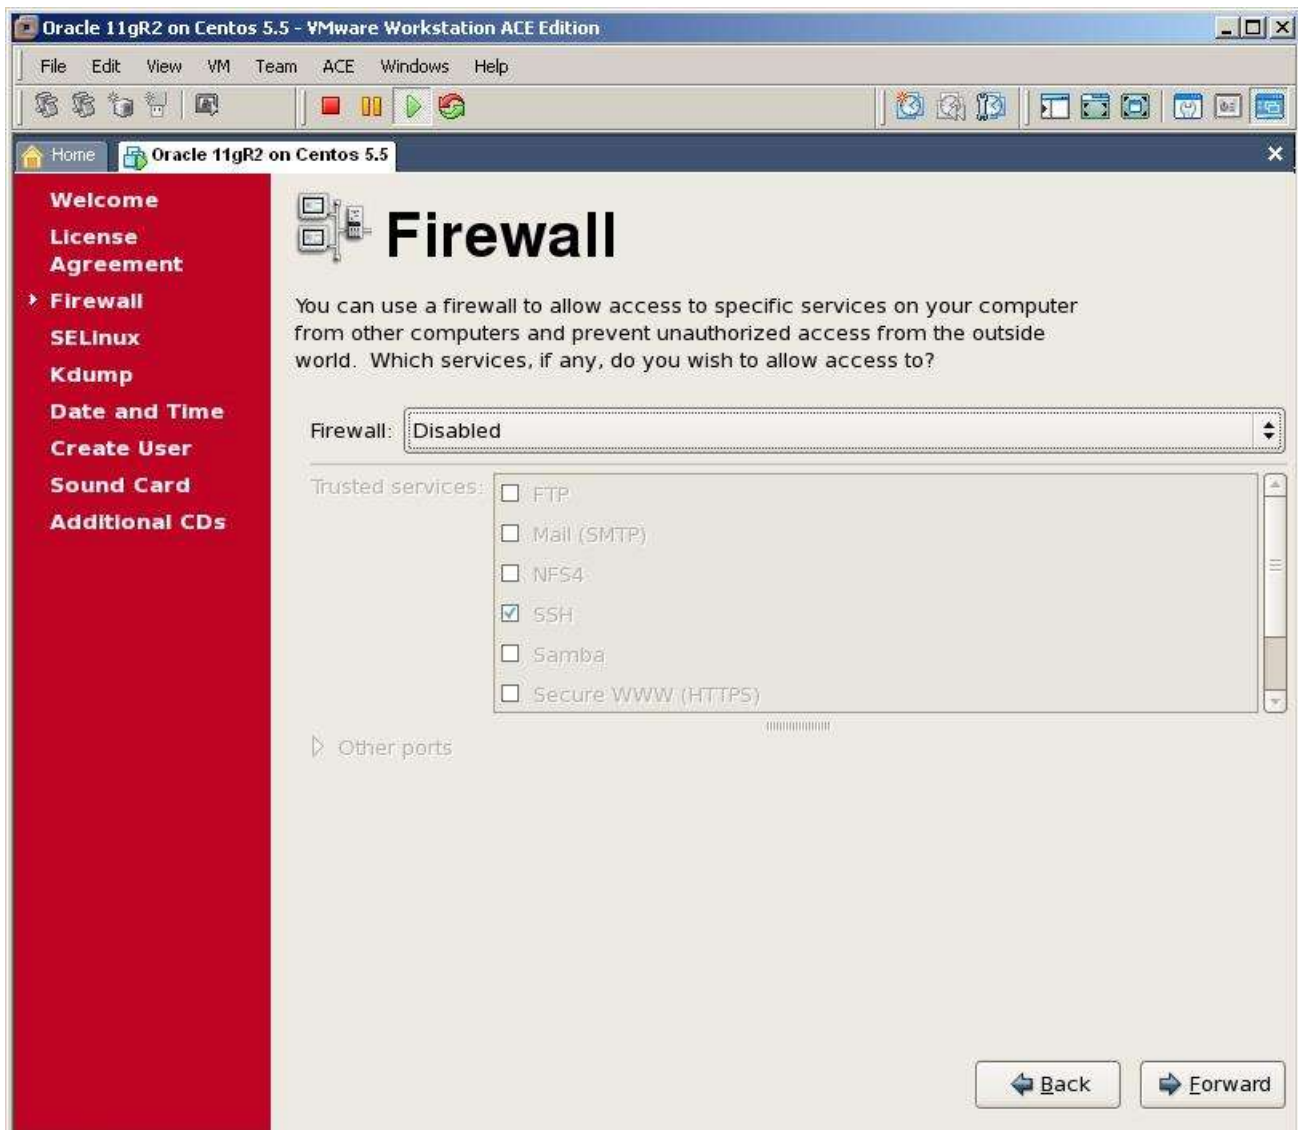 Oracle 11gR2 on Centos 5.5 - VMware Workstation ACE Edition
File Edit View VM Team ACE Windows Help
Home Oracle 11gR2 on Centos 5.5
Welcome
License
Agreement
Firewall
SELinux
Kdump
Date and Time
Create User
Sound Card
Additional CDs
Firewall
You can use a firewall to allow access to specific services on your computer
from other computers and prevent unauthorized access from the outside
world. Which services, if any, do you wish to allow access to?
Firewall: Disabled
Trusted services:
FTP
Mail (SMTP)
NFS4
SSH
Samba
Secure WWW (HTTPS)
Other ports
Back Forward